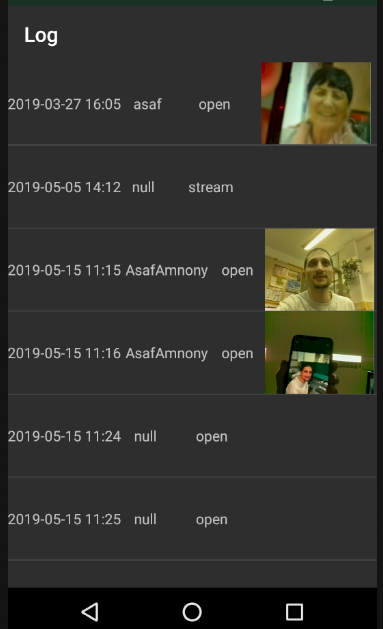 Log
2019-03-27 16:05 asaf open
2019-05-05 14:12 null stream
2019-05-15 11:15 AsafAmnony open
2019-05-15 11:16 AsafAmnony open
2019-05-15 11:24 null open
2019-05-15 11:25 null open